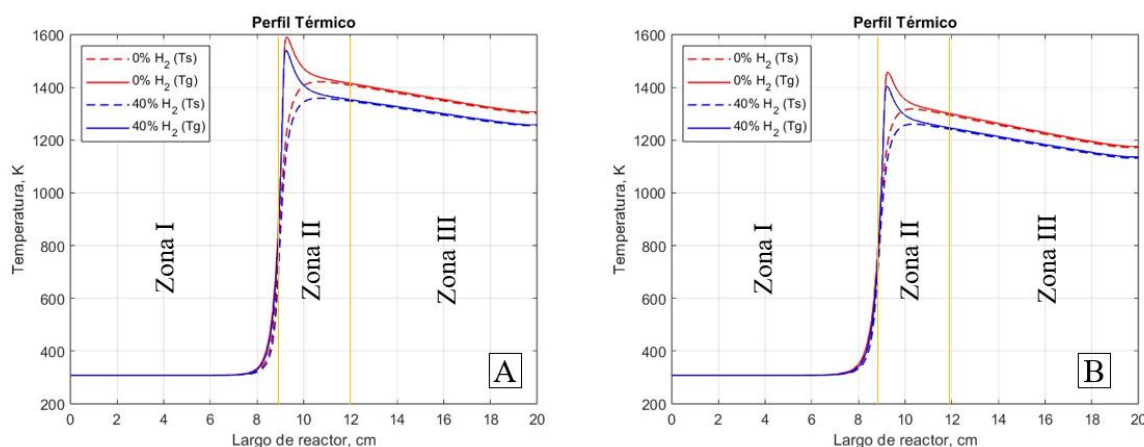 Perfil Térmico
1600
1400
1200
1000
800
600
400
200
Temperatura, K
0% H2 (Ts)
0% H2 (Tg)
40% H2 (Ts)
40% H2 (Tg)
Zona I
Zona II
Zona III
A
0 2 4 6 8 10 12 14 16 18 20
Largo de reactor, cm
Perfil Térmico
1600
1400
1200
1000
800
600
400
200
Temperatura, K
0% H2 (Ts)
0% H2 (Tg)
40% H2 (Ts)
40% H2 (Tg)
Zona I
Zona II
Zona III
B
0 2 4 6 8 10 12 14 16 18 20
Largo de reactor, cm